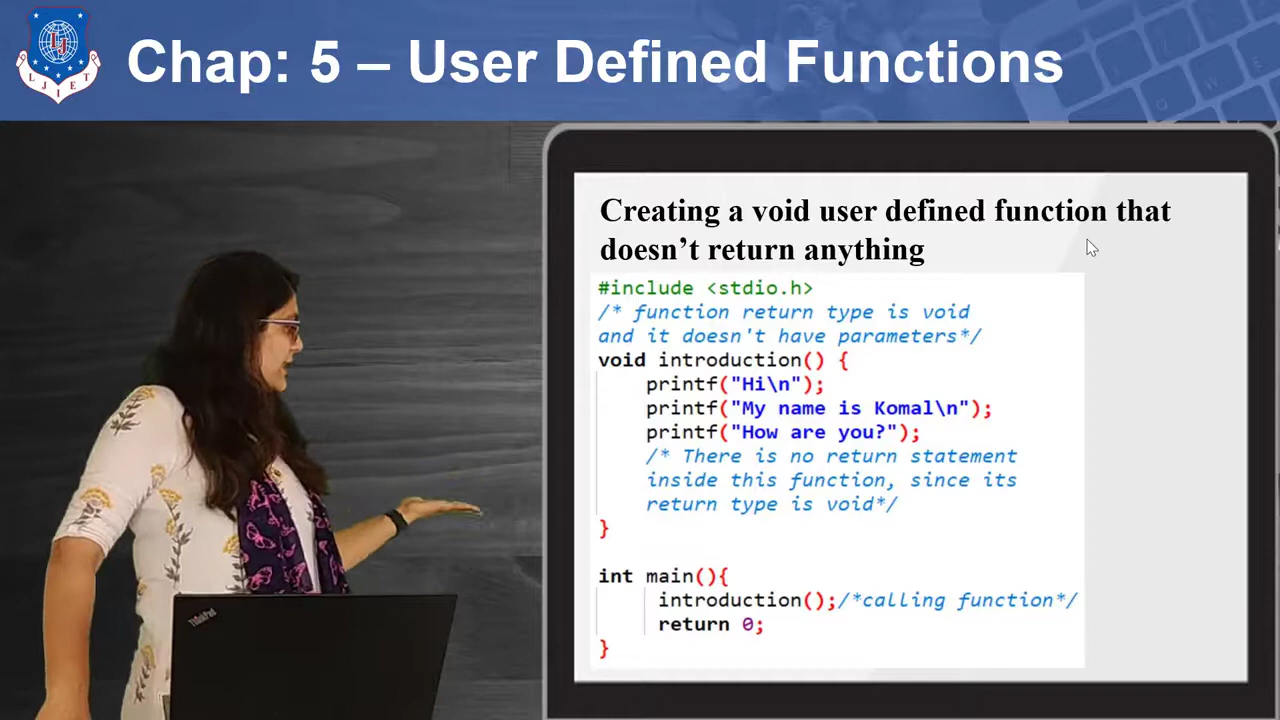 LJIET
Chap: 5 – User Defined Functions
Creating a void user defined function that
doesn’t return anything
#include <stdio.h>
/* function return type is void
and it doesn't have parameters*/
void introduction() {
printf("Hi\n");
printf("My name is Komal\n");
printf("How are you?");
/* There is no return statement
inside this function, since its
return type is void*/
}
int main(){
introduction();/*calling function*/
return 0;
}
ThinkPad